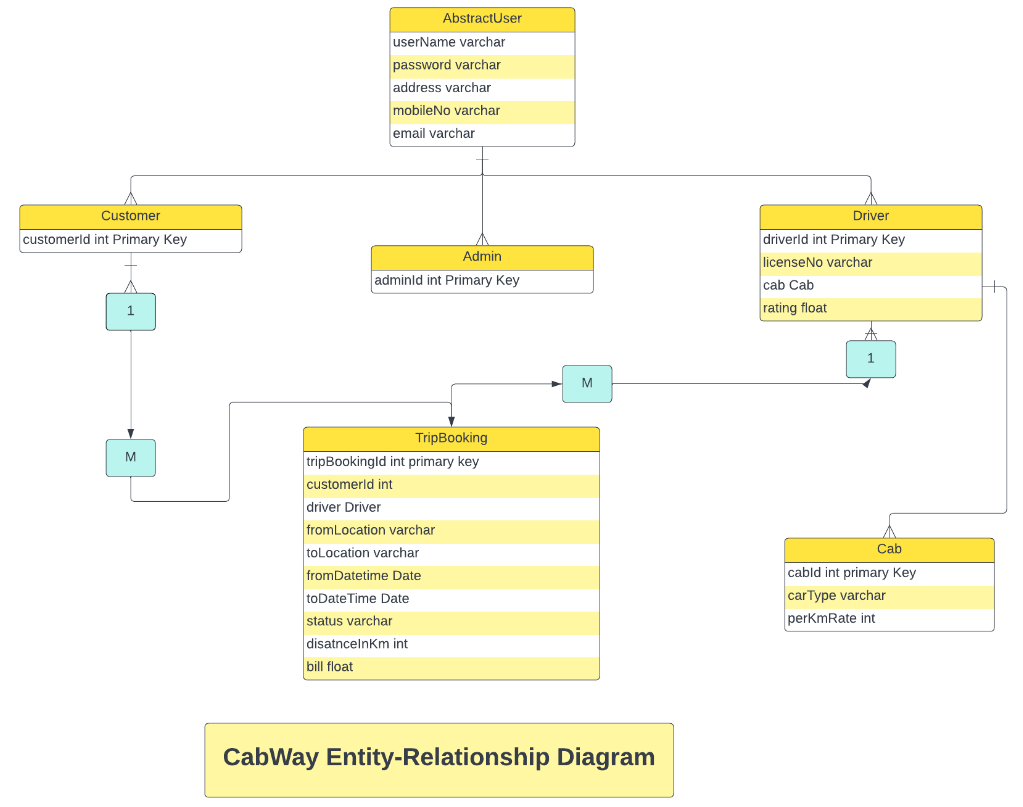 AbstractUser
userName varchar
password varchar
address varchar
mobileNo varchar
email varchar
Customer
customerId int Primary Key
Admin
adminId int Primary Key
Driver
driverId int Primary Key
licenseNo varchar
cab Cab
rating float
1
1
M
M
TripBooking
tripBookingId int primary key
customerId int
driver Driver
fromLocation varchar
toLocation varchar
fromDatetime Date
toDateTime Date
status varchar
disatnceInKm int
bill float
Cab
cabId int primary Key
carType varchar
perKmRate int
CabWay Entity-Relationship Diagram